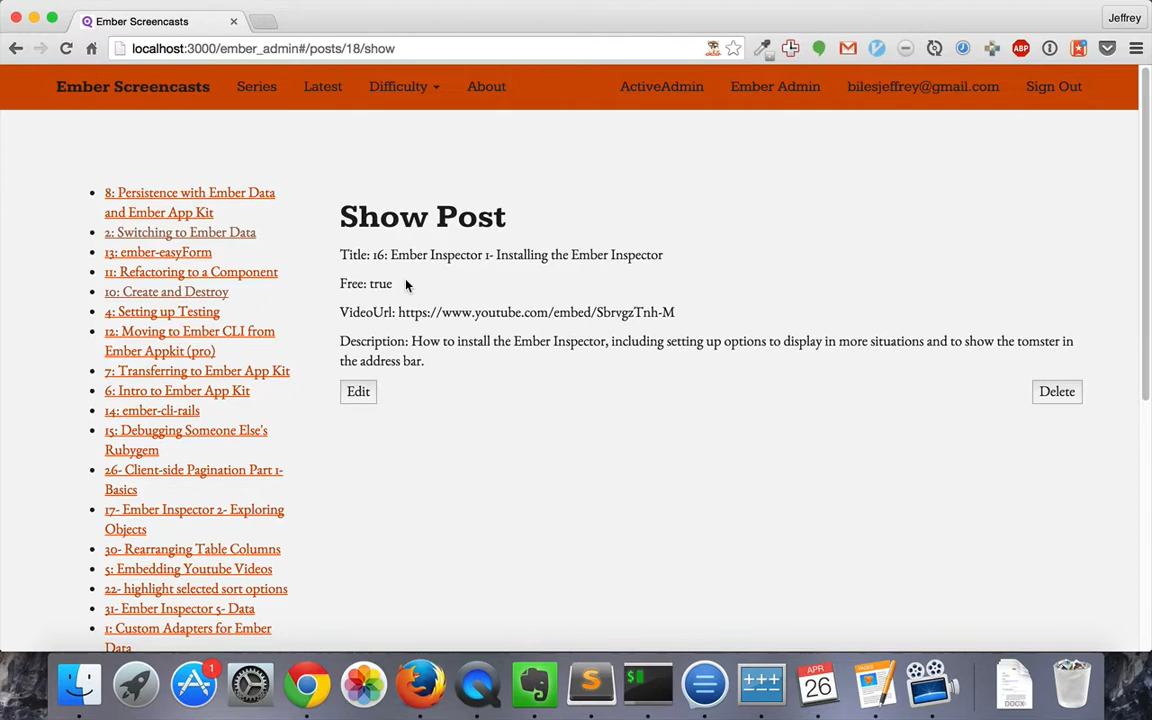 Ember Screencasts
Jeffrey
localhost:3000/ember_admin#/posts/18/show
ABP
Ember Screencasts Series Latest Difficulty About ActiveAdmin Ember Admin bilesjeffrey@gmail.com Sign Out
8: Persistence with Ember Data
and Ember App Kit
2: Switching to Ember Data
13: ember-easyForm
11: Refactoring to a Component
10: Create and Destroy
4: Setting up Testing
12: Moving to Ember CLI from
Ember Appkit (pro)
7: Transferring to Ember App Kit
6: Intro to Ember App Kit
14: ember-cli-rails
15: Debugging Someone Else's
Rubygem
26- Client-side Pagination Part 1-
Basics
17- Ember Inspector 2- Exploring
Objects
30- Rearranging Table Columns
5: Embedding Youtube Videos
22- highlight selected sort options
31- Ember Inspector 5- Data
1: Custom Adapters for Ember
Data
Show Post
Title: 16: Ember Inspector 1- Installing the Ember Inspector
Free: true
VideoUrl: https://www.youtube.com/embed/SbrvgzTnh-M
Description: How to install the Ember Inspector, including setting up options to display in more situations and to show the tomster in
the address bar.
Edit
Delete
1
APR
26
DOCX